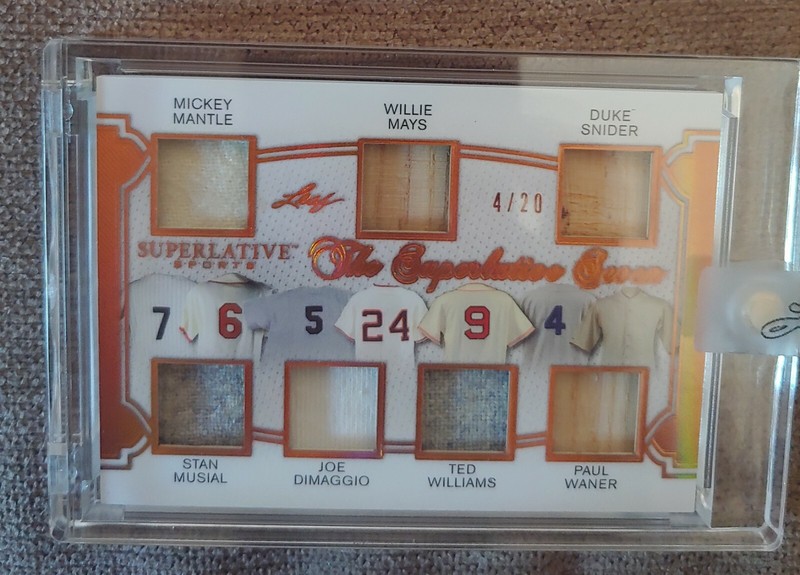 MICKEY
MANTLE
WILLIE
MAYS
DUKE
SNIDER
Leaf
4/20
SUPERLATIVE™
SPORTS
The Superlative Seven
7 6 5 24 9 4
STAN
MUSIAL
JOE
DIMAGGIO
TED
WILLIAMS
PAUL
WANER